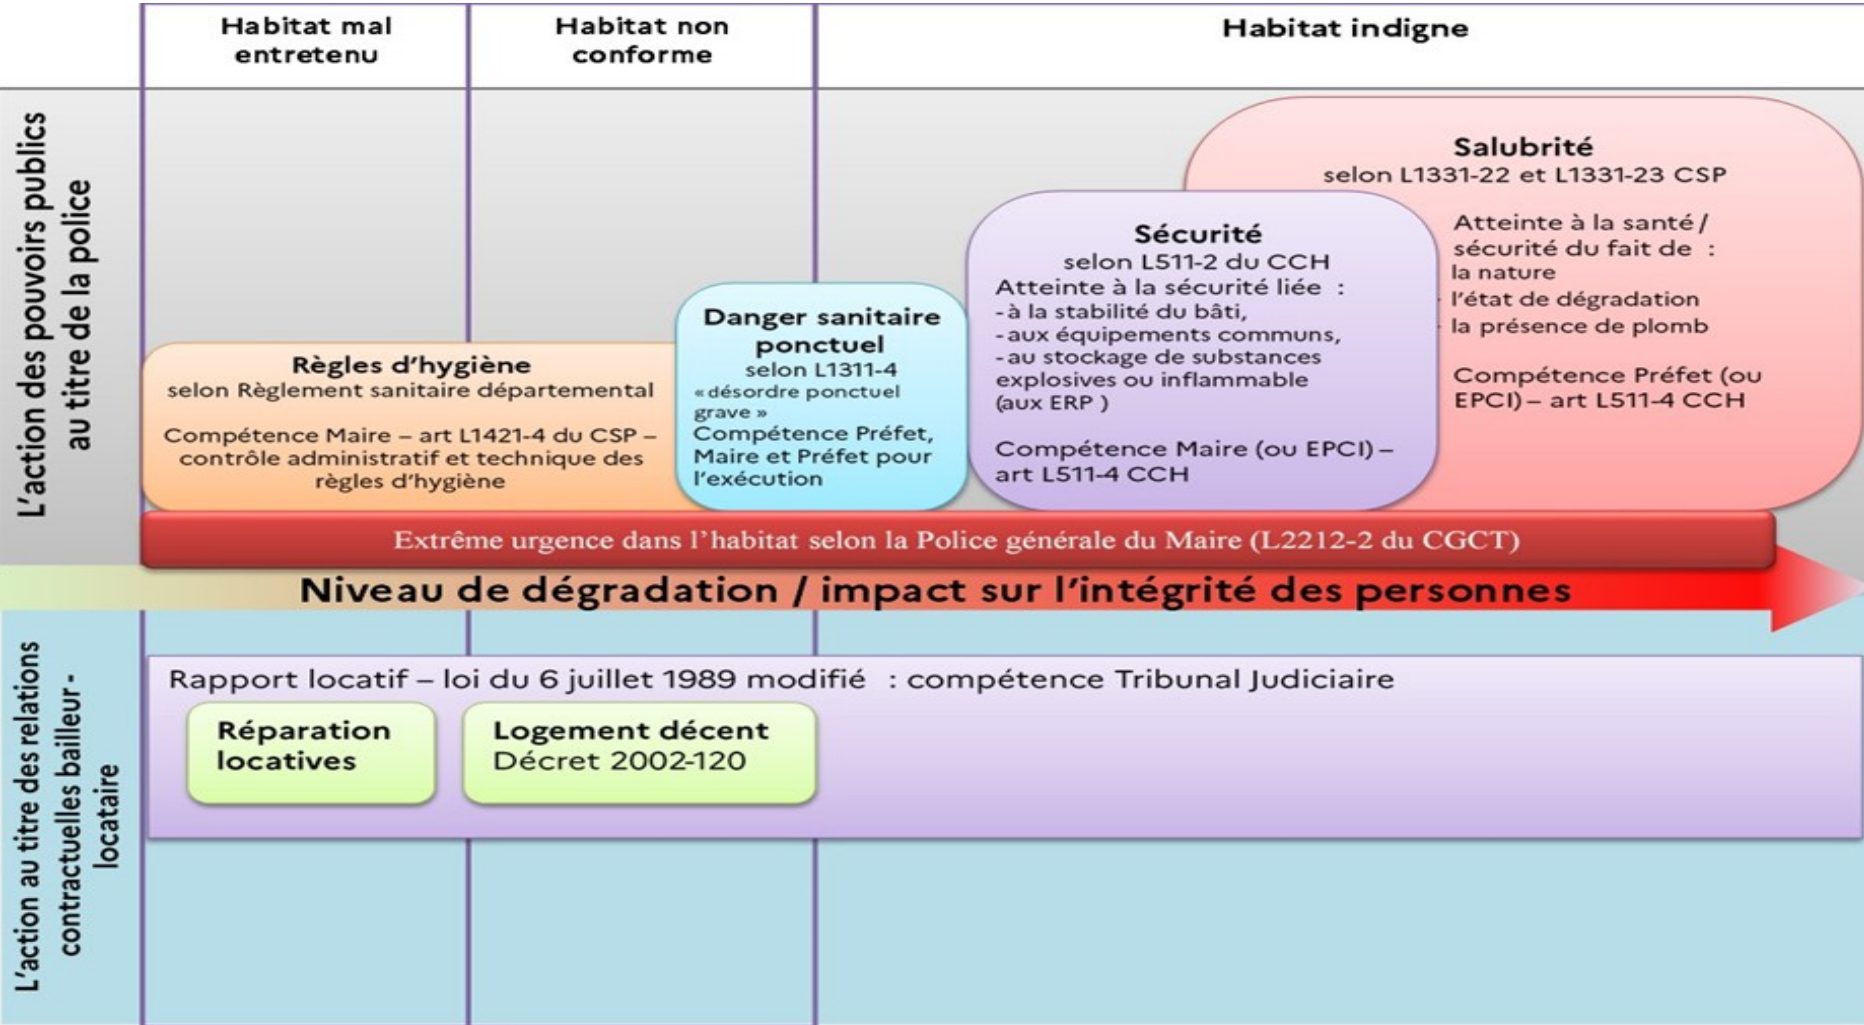 Habitat mal
entretenu
Habitat non
conforme
Habitat indigne
L'action des pouvoirs publics
au titre de la police
Règles d'hygiène
selon Règlement sanitaire départemental
Compétence Maire – art L1421-4 du CSP –
contrôle administratif et technique des
règles d'hygiène
Danger sanitaire
ponctuel
selon L1311-4
« désordre ponctuel
grave »
Compétence Préfet,
Maire et Préfet pour
l'exécution
Sécurité
selon L511-2 du CCH
Atteinte à la sécurité liée :
- à la stabilité du bâti,
- aux équipements communs,
- au stockage de substances
explosives ou inflammable
(aux ERP )
Compétence Maire (ou EPCI) –
art L511-4 CCH
Salubrité
selon L1331-22 et L1331-23 CSP
Atteinte à la santé /
sécurité du fait de :
la nature
l'état de dégradation
la présence de plomb
Compétence Préfet (ou
EPCI) – art L511-4 CCH
Extrême urgence dans l'habitat selon la Police générale du Maire (L2212-2 du CGCT)
Niveau de dégradation / impact sur l'intégrité des personnes
L'action au titre des relations
contractuelles bailleur -
locataire
Rapport locatif – loi du 6 juillet 1989 modifié : compétence Tribunal Judiciaire
Réparation
locatives
Logement décent
Décret 2002-120